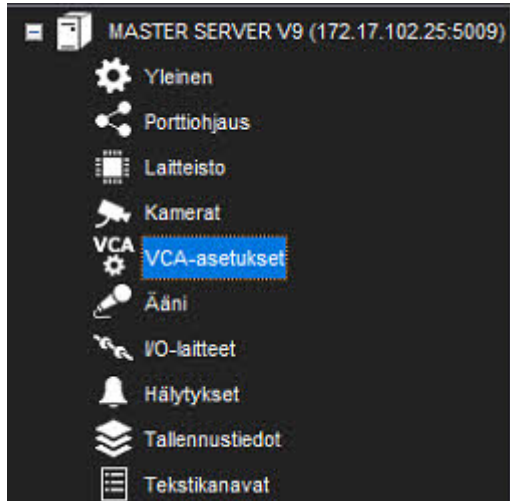 MASTER SERVER V9 (172.17.102.25:5009)
Yleinen
Porttiohjaus
Laitteisto
Kamerat
VCA
VCA-asetukset
Ääni
I/O-laitteet
Hälytykset
Tallennustiedot
Tekstikanavat